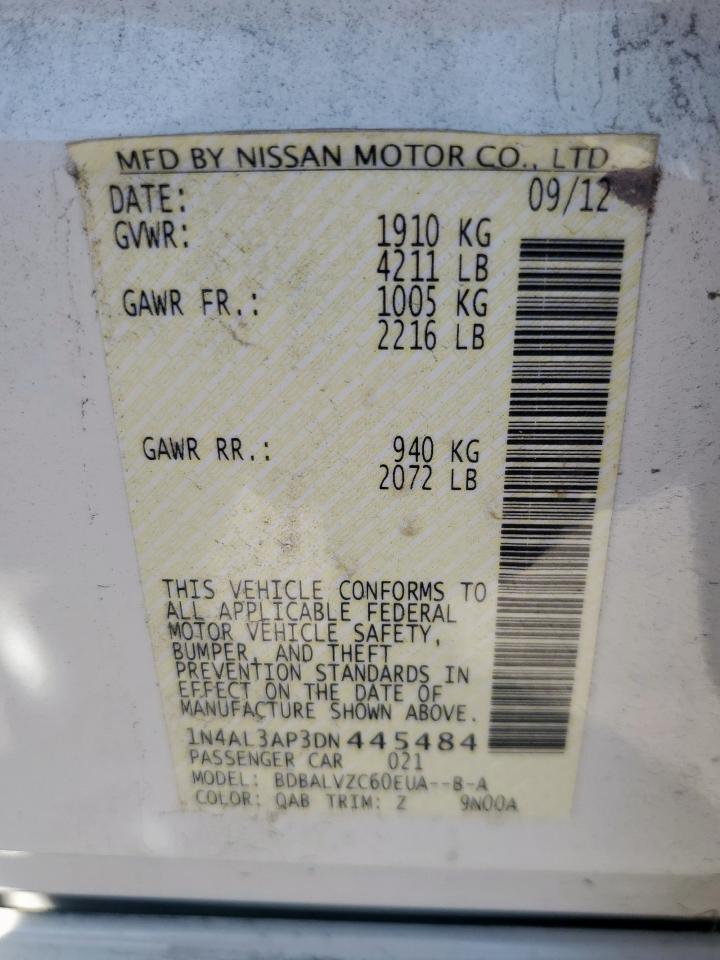 MFD BY NISSAN MOTOR CO., LTD.
DATE: 09/12
GVWR: 1910 KG
4211 LB
GAWR FR.: 1005 KG
2216 LB
GAWR RR.: 940 KG
2072 LB
THIS VEHICLE CONFORMS TO
ALL APPLICABLE FEDERAL
MOTOR VEHICLE SAFETY,
BUMPER, AND THEFT
PREVENTION STANDARDS IN
EFFECT ON THE DATE OF
MANUFACTURE SHOWN ABOVE.
1N4AL3AP3DN445484
PASSENGER CAR 021
MODEL: BDBALVZC60EUA--B-A
COLOR: QAB TRIM: Z 9N00A